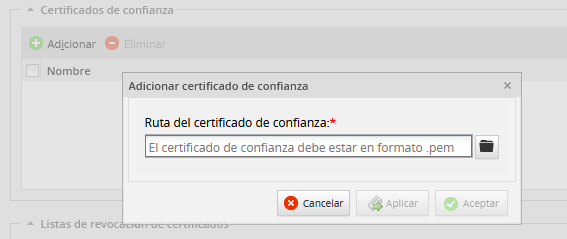 Certificados de confianza
Adicionar Eliminar
Nombre
Adicionar certificado de confianza
Ruta del certificado de confianza:*
El certificado de confianza debe estar en formato .pem
Cancelar Aplicar Aceptar
Listas de revocación de certificados